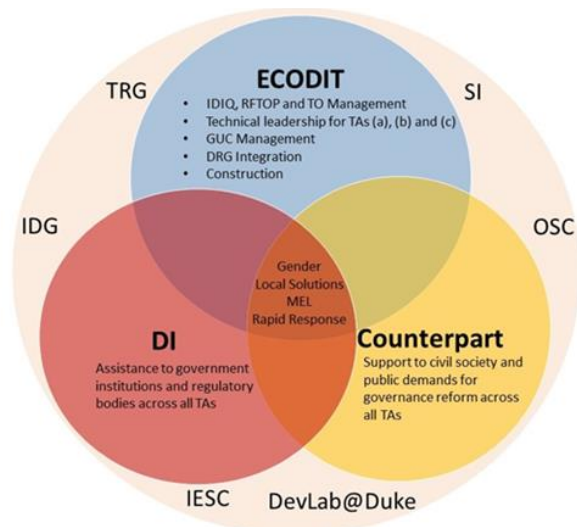 TRG
SI
ECODIT
• IDIQ, RFTOP and TO Management
• Technical leadership for TAs (a), (b) and (c)
• GUC Management
• DRG Integration
• Construction
IDG
OSC
Gender
Local Solutions
MEL
Rapid Response
DI
Assistance to government
institutions and regulatory
bodies across all TAs
Counterpart
Support to civil society and
public demands for
governance reform across
all TAs
IESC
DevLab@Duke